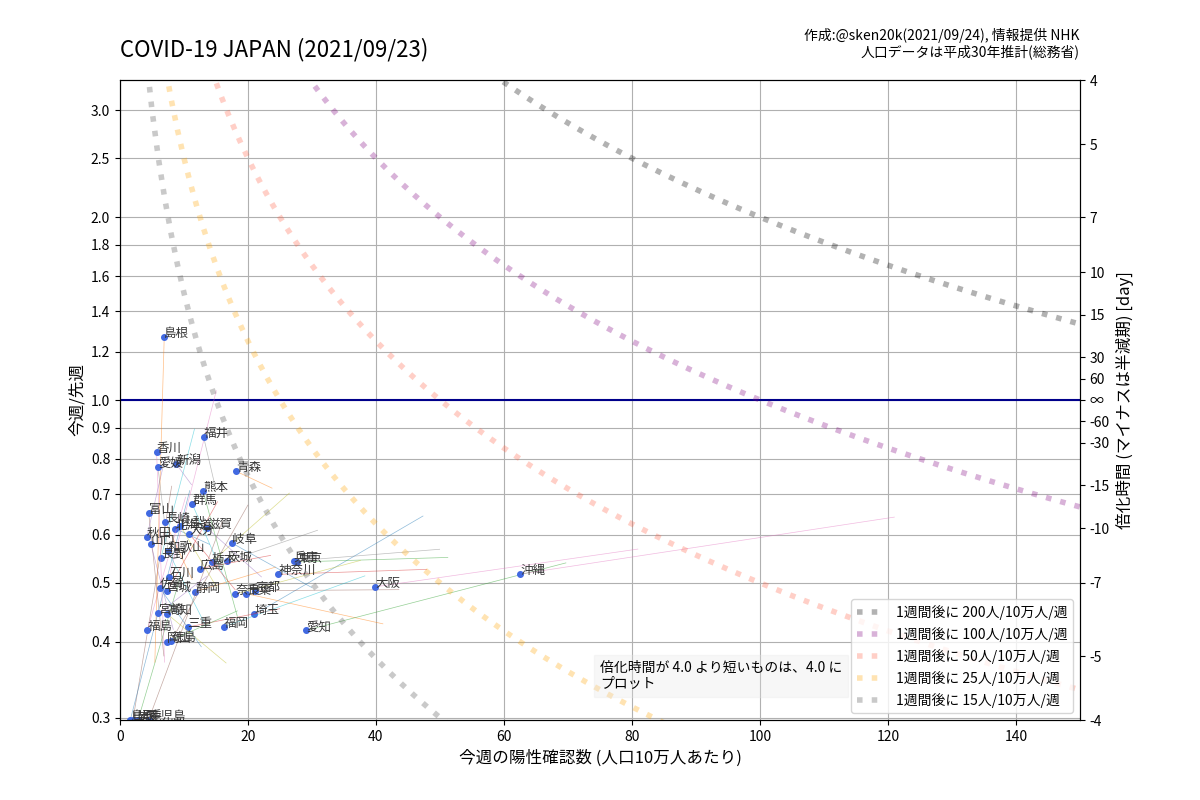 COVID-19 JAPAN (2021/09/23)
作成:@sken20k(2021/09/24), 情報提供 NHK
人口データは平成30年推計(総務省)
今週/先週
3.0
2.5
2.0
1.8
1.6
1.4
1.2
1.0
0.9
0.8
0.7
0.6
0.5
0.4
0.3
4
5
7
10
15
30
60
∞
-60
-30
-15
-10
-7
-5
-4
倍化時間 (マイナスは半減期) [day]
島根
福井
香川
愛媛
新潟
青森
熊本
群馬
富山
長崎
滋賀
大分
秋田
山口
岐阜
和歌山
長野
茨城
栃木
東京
広島
石川
神奈川
沖縄
大阪
宮城
静岡
京都
埼玉
高知
福島
三重
福岡
愛知
鹿児島
倍化時間が 4.0 より短いものは、4.0 に
プロット
1週間後に 200人/10万人/週
1週間後に 100人/10万人/週
1週間後に 50人/10万人/週
1週間後に 25人/10万人/週
1週間後に 15人/10万人/週
0
20
40
60
80
100
120
140
今週の陽性確認数 (人口10万人あたり)